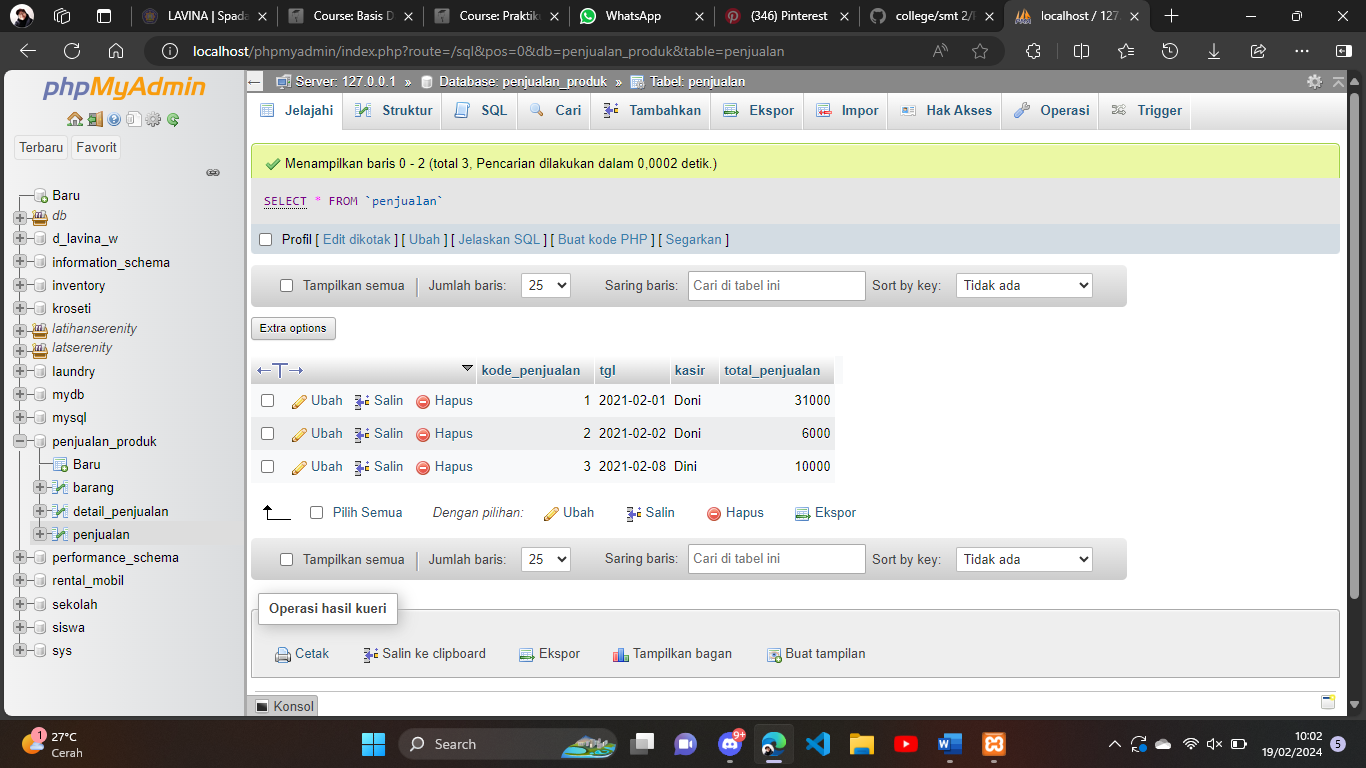 LAVINA | Spada
Course: Basis D
Course: Praktik
WhatsApp
(346) Pinterest
college/smt 2/
localhost / 127.
localhost/phpmyadmin/index.php?route=/sql&pos=0&db=penjualan_produk&table=penjualan
phpMyAdmin
Terbaru Favorit
Baru
db
d_lavina_w
information_schema
inventory
kroseti
latihanserenity
latserenity
laundry
mydb
mysql
penjualan_produk
Baru
barang
detail_penjualan
penjualan
performance_schema
rental_mobil
sekolah
siswa
sys
Server: 127.0.0.1 » Database: penjualan_produk » Tabel: penjualan
Jelajahi Struktur SQL Cari Tambahkan Ekspor Impor Hak Akses Operasi Trigger
Menampilkan baris 0 - 2 (total 3, Pencarian dilakukan dalam 0,0002 detik.)
SELECT * FROM `penjualan`
Profil [ Edit dikotak ] [ Ubah ] [ Jelaskan SQL ] [ Buat kode PHP ] [ Segarkan ]
Tampilkan semua Jumlah baris: 25 Saring baris: Cari di tabel ini Sort by key: Tidak ada
Extra options
kode_penjualan tgl kasir total_penjualan
Ubah Salin Hapus 1 2021-02-01 Doni 31000
Ubah Salin Hapus 2 2021-02-02 Doni 6000
Ubah Salin Hapus 3 2021-02-08 Dini 10000
Pilih Semua Dengan pilihan: Ubah Salin Hapus Ekspor
Tampilkan semua Jumlah baris: 25 Saring baris: Cari di tabel ini Sort by key: Tidak ada
Operasi hasil kueri
Cetak Salin ke clipboard Ekspor Tampilkan bagan Buat tampilan
Konsol
1
27°C
Cerah
Search
9+
10:02
19/02/2024
5